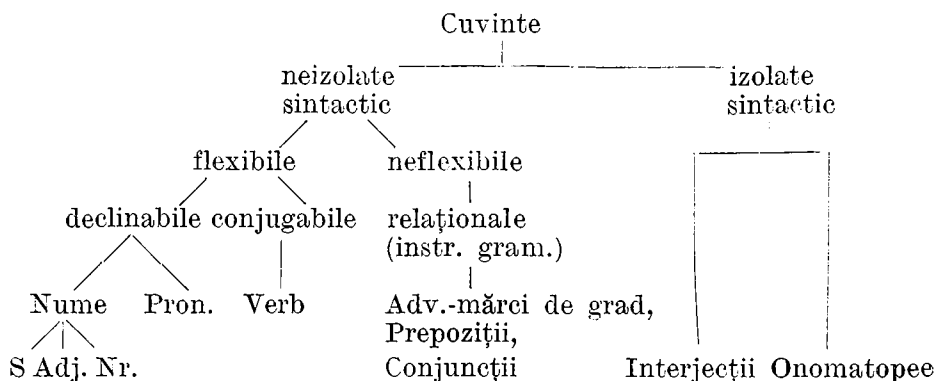 Cuvinte
neizolate izolate
sintactic sintactic
flexibile neflexibile
declinabile conjugabile relaționale
(instr. gram.)
Nume Pron. Verb Adv.-mărci de grad,
Prepoziții,
S Adj. Nr. Conjuncții Interjecții Onomatopee